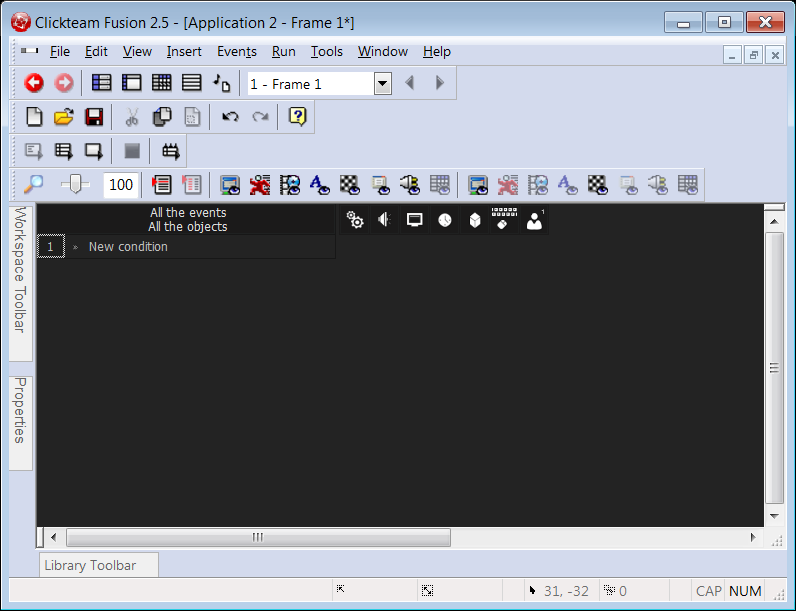 Clickteam Fusion 2.5 - [Application 2 - Frame 1*]
File Edit View Insert Events Run Tools Window Help
1 - Frame 1
100
All the events
All the objects
1
1 » New condition
Workspace Toolbar
Properties
Library Toolbar
31, -32 0 CAP NUM